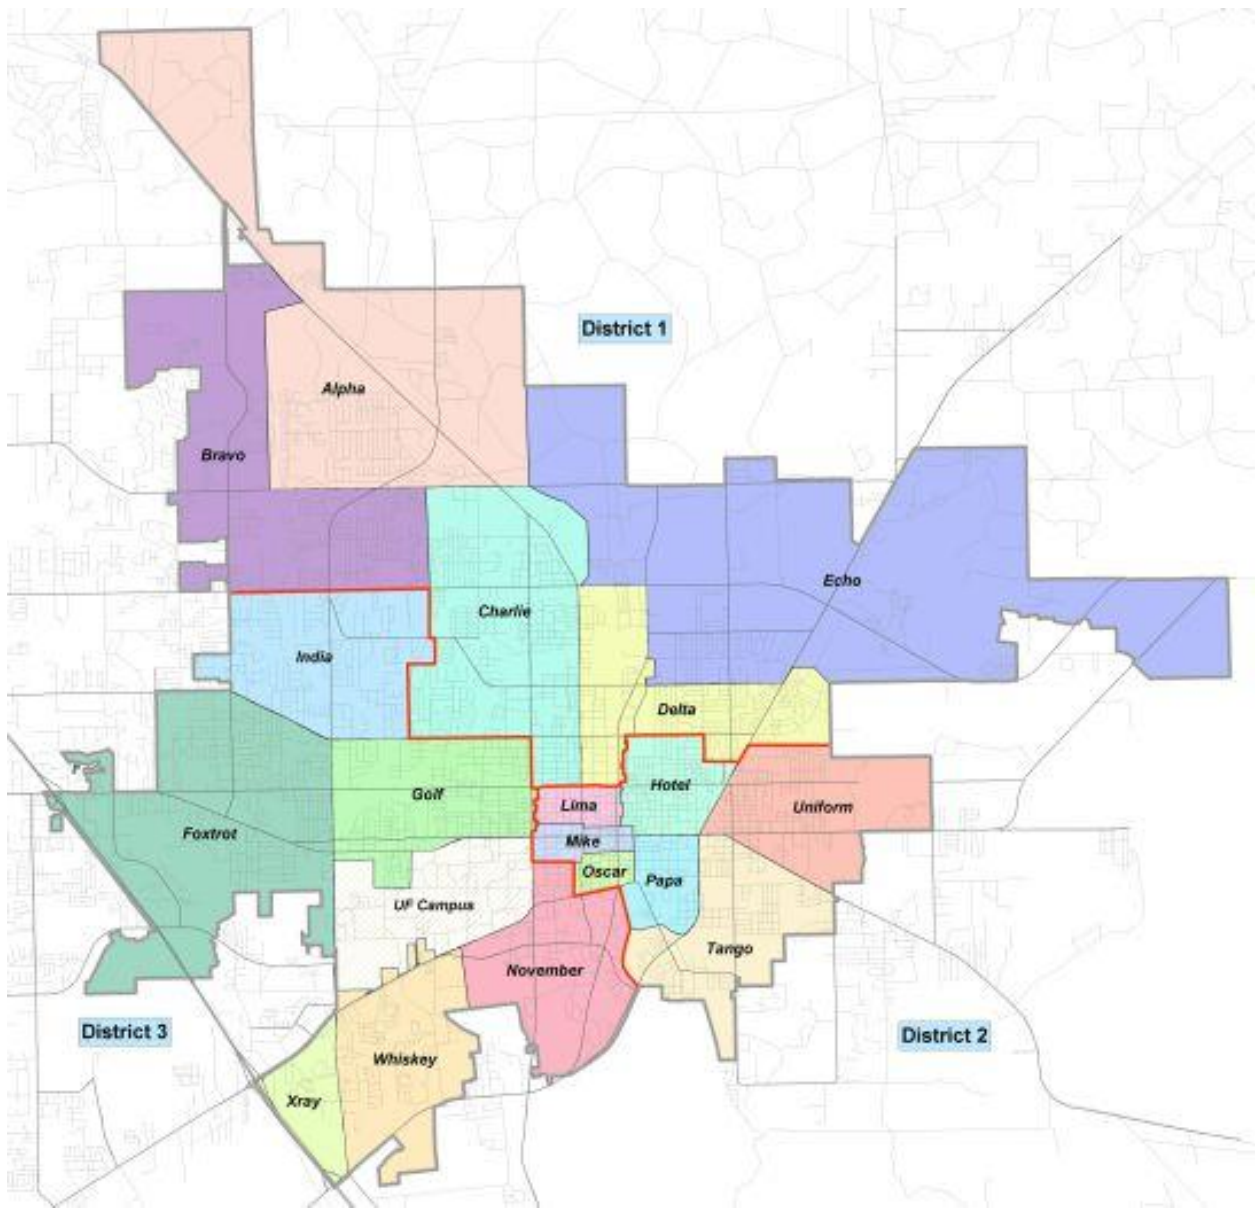 District 1
Alpha
Bravo
Echo
Charlie
India
Delta
Hotel
Golf
Lima
Uniform
Foxtrot
Mike
Oscar
Papa
UF Campus
Tango
November
District 3
District 2
Whiskey
Xray